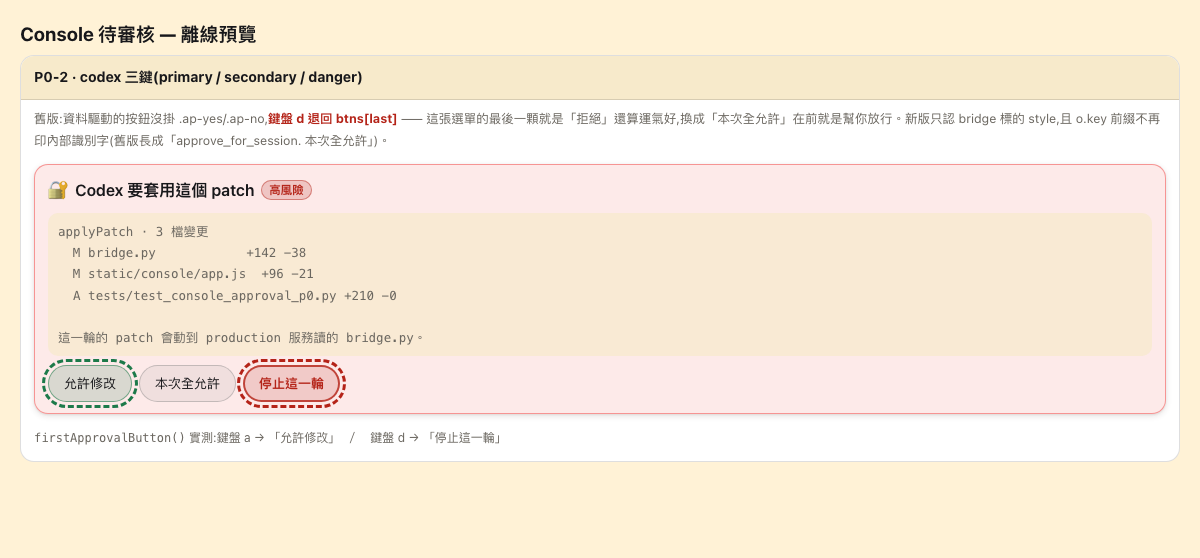 Console 待審核 — 離線預覽
P0-2 · codex 三鍵(primary / secondary / danger)
舊版:資料驅動的按鈕沒掛 .ap-yes/.ap-no,鍵盤 d 退回 btns[last] —— 這張選單的最後一顆就是「拒絕」還算運氣好,換成「本次全允許」在前就是幫你放行。新版只認 bridge 標的 style,且 o.key 前綴不再
印內部識別字(舊版長成「approve_for_session. 本次全允許」)。
🔐 Codex 要套用這個 patch 高風險
applyPatch · 3 檔變更
M bridge.py +142 −38
M static/console/app.js +96 −21
A tests/test_console_approval_p0.py +210 −0
這一輪的 patch 會動到 production 服務讀的 bridge.py。
允許修改 本次全允許 停止這一輪
firstApprovalButton() 實測:鍵盤 a → 「允許修改」 / 鍵盤 d → 「停止這一輪」